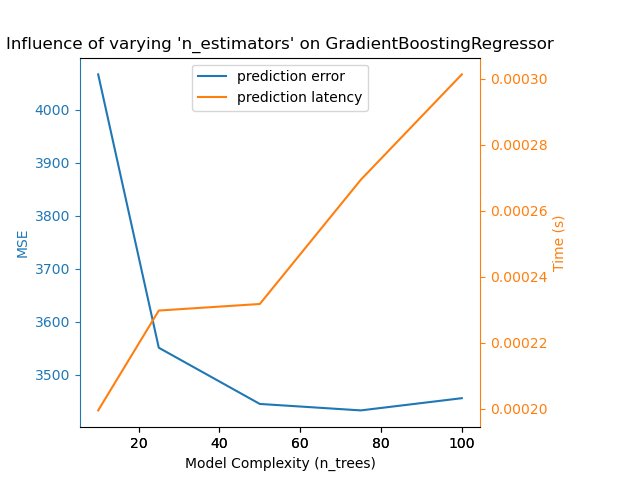 Influence of varying 'n_estimators' on GradientBoostingRegressor
prediction error
prediction latency
4000
3900
3800
3700
3600
3500
MSE
0.00030
0.00028
0.00026
0.00024
0.00022
0.00020
Time (s)
20 40 60 80 100
Model Complexity (n_trees)